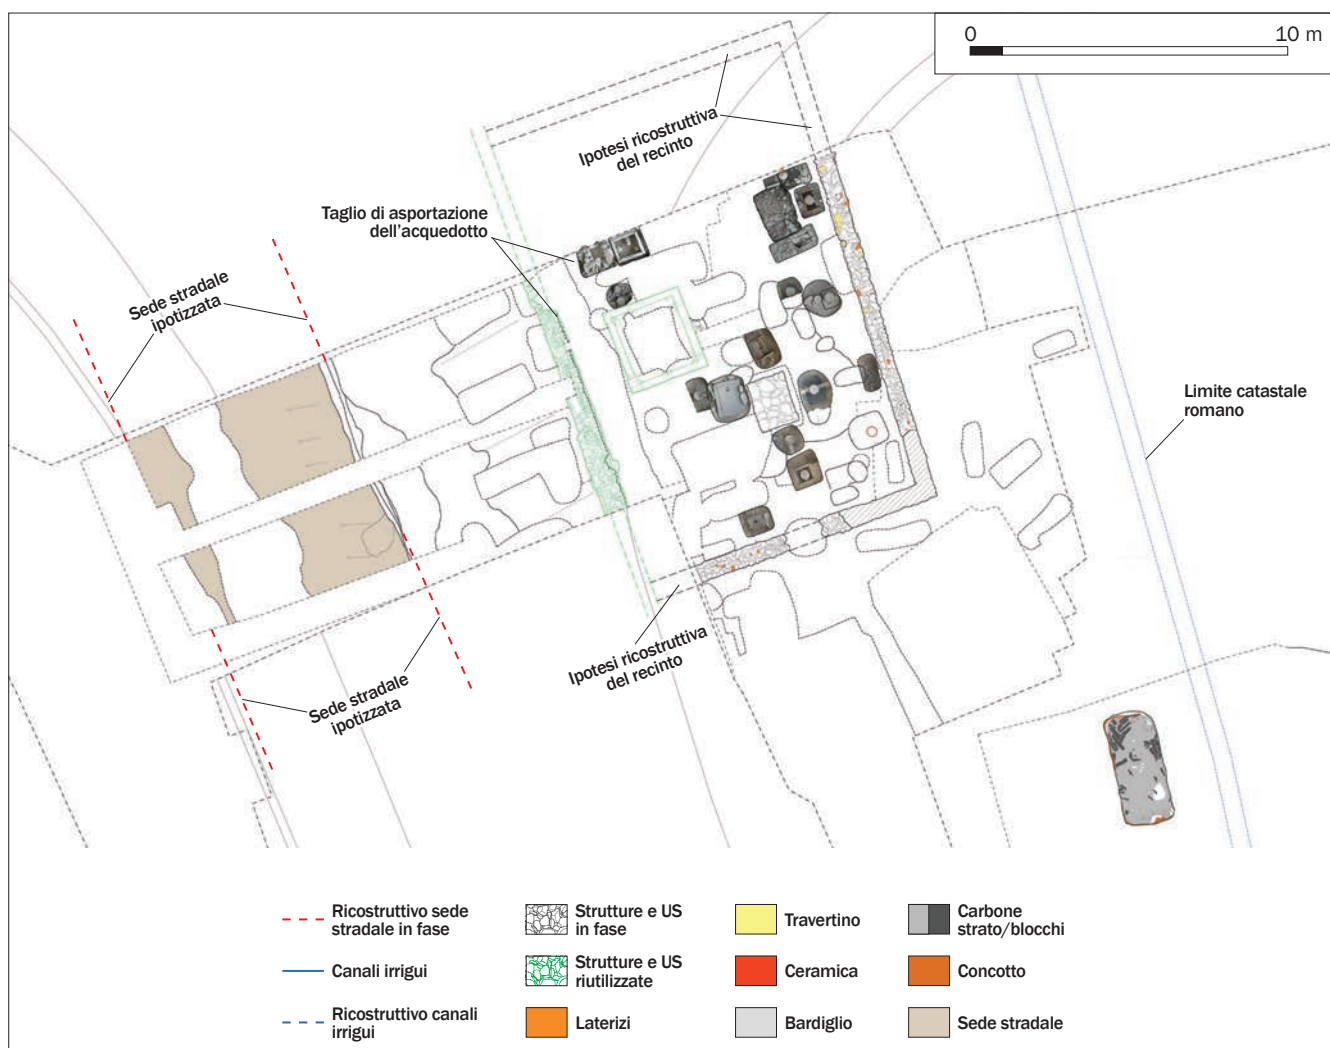 0 10 m
Ipotesi ricostruttiva
del recinto
Taglio di asportazione
dell'acquedotto
Sede stradale
ipotizzata
Limite catastale
romano
Ipotesi ricostruttiva
del recinto
Sede stradale
ipotizzata
Ricostruttivo sede
stradale in fase
Strutture e US
in fase
Travertino
Carbone
strato/blocchi
Canali irrigui
Strutture e US
riutilizzate
Ceramica
Concotto
Ricostruttivo canali
irrigui
Laterizi
Bardiglio
Sede stradale